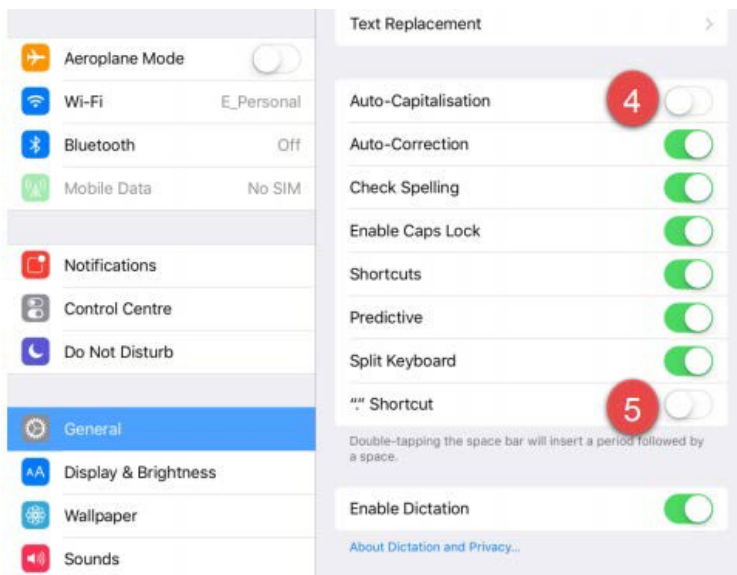 Aeroplane Mode
Wi-Fi E_Personal
Bluetooth Off
Mobile Data No SIM
Notifications
Control Centre
Do Not Disturb
General
AA Display & Brightness
Wallpaper
Sounds
Text Replacement
Auto-Capitalisation 4
Auto-Correction
Check Spelling
Enable Caps Lock
Shortcuts
Predictive
Split Keyboard
“.” Shortcut 5
Double-tapping the space bar will insert a period followed by
a space.
Enable Dictation
About Dictation and Privacy...